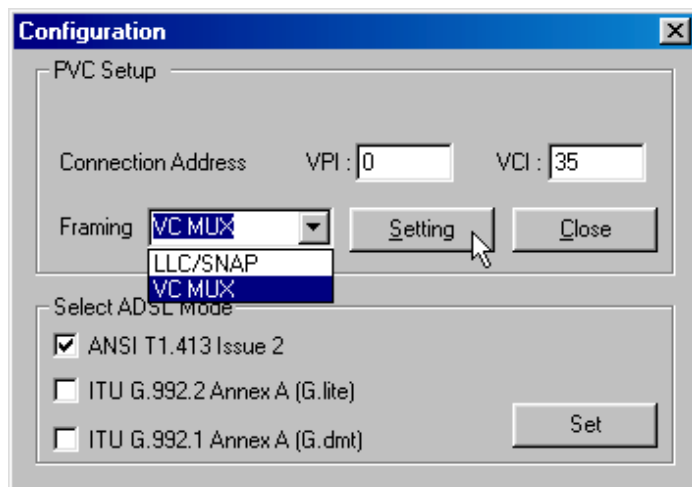 Configuration
PVC Setup
Connection Address VPI : 0 VCI : 35
Framing VC MUX Setting Close
LLC/SNAP
VC MUX
Select ADSL Mode
ANSI T1.413 Issue 2
ITU G.992.2 Annex A (G.lite)
ITU G.992.1 Annex A (G.dmt)
Set